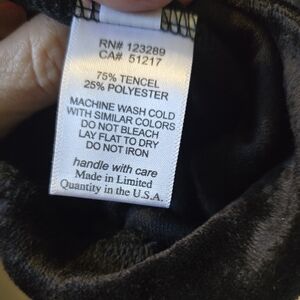 RN# 123289
CA# 51217
75% TENCEL
25% POLYESTER
MACHINE WASH COLD
WITH SIMILAR COLORS
DO NOT BLEACH
LAY FLAT TO DRY
DO NOT IRON
handle with care
Made in Limited
Quantity in the U.S.A.